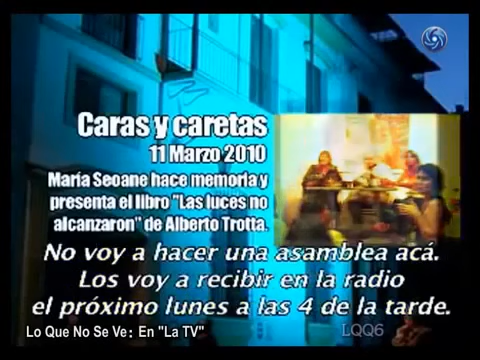 Caras y caretas
11 Marzo 2010
María Seoane hace memoria y
presenta el libro "Las luces no
alcanzaron" de Alberto Trotta.
No voy a hacer una asamblea acá.
Los voy a recibir en la radio
el próximo lunes a las 4 de la tarde.
Lo Que No Se Ve: En "La TV"
LQQ6